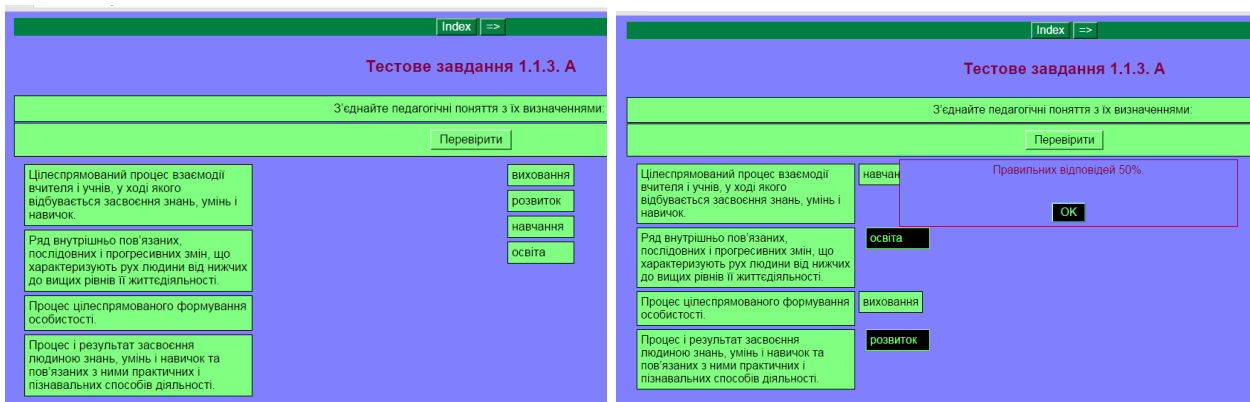 Index =>
Тестове завдання 1.1.3. А
З'єднайте педагогічні поняття з їх визначеннями:
Перевірити
Цілеспрямований процес взаємодії
вчителя і учнів, у ході якого
відбувається засвоєння знань, умінь і
навичок.
Ряд внутрішньо пов'язаних,
послідовних і прогресивних змін, що
характеризують рух людини від нижчих
до вищих рівнів її життєдіяльності.
Процес цілеспрямованого формування
особистості.
Процес і результат засвоєння
людиною знань, умінь і навичок та
пов'язаних з ними практичних і
пізнавальних способів діяльності.
виховання
розвиток
навчання
освіта
Index =>
Тестове завдання 1.1.3. А
З'єднайте педагогічні поняття з їх визначеннями:
Перевірити
Цілеспрямований процес взаємодії
вчителя і учнів, у ході якого
відбувається засвоєння знань, умінь і
навичок.
навчан
Правильних відповідей 50%.
OK
Ряд внутрішньо пов'язаних,
послідовних і прогресивних змін, що
характеризують рух людини від нижчих
до вищих рівнів її життєдіяльності.
освіта
Процес цілеспрямованого формування
особистості.
виховання
Процес і результат засвоєння
людиною знань, умінь і навичок та
пов'язаних з ними практичних і
пізнавальних способів діяльності.
розвиток